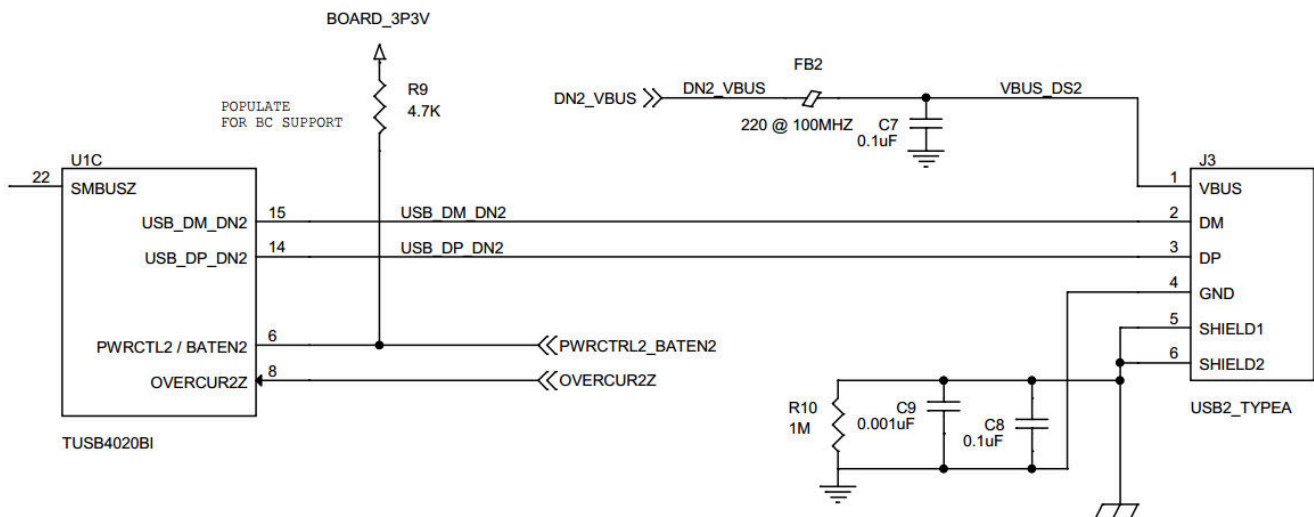 BOARD_3P3V
R9
4.7K
POPULATE
FOR BC SUPPORT
FB2
DN2_VBUS
DN2_VBUS
VBUS_DS2
220 @ 100MHZ
C7
0.1uF
U1C
22
SMBUSZ
USB_DM_DN2
15
USB_DM_DN2
USB_DP_DN2
14
USB_DP_DN2
PWRCTL2 / BATEN2
6
PWRCTRL2_BATEN2
OVERCUR2Z
8
OVERCUR2Z
TUSB4020BI
J3
1
VBUS
2
DM
3
DP
4
GND
5
SHIELD1
6
SHIELD2
USB2_TYPEA
R10
1M
C9
0.001uF
C8
0.1uF